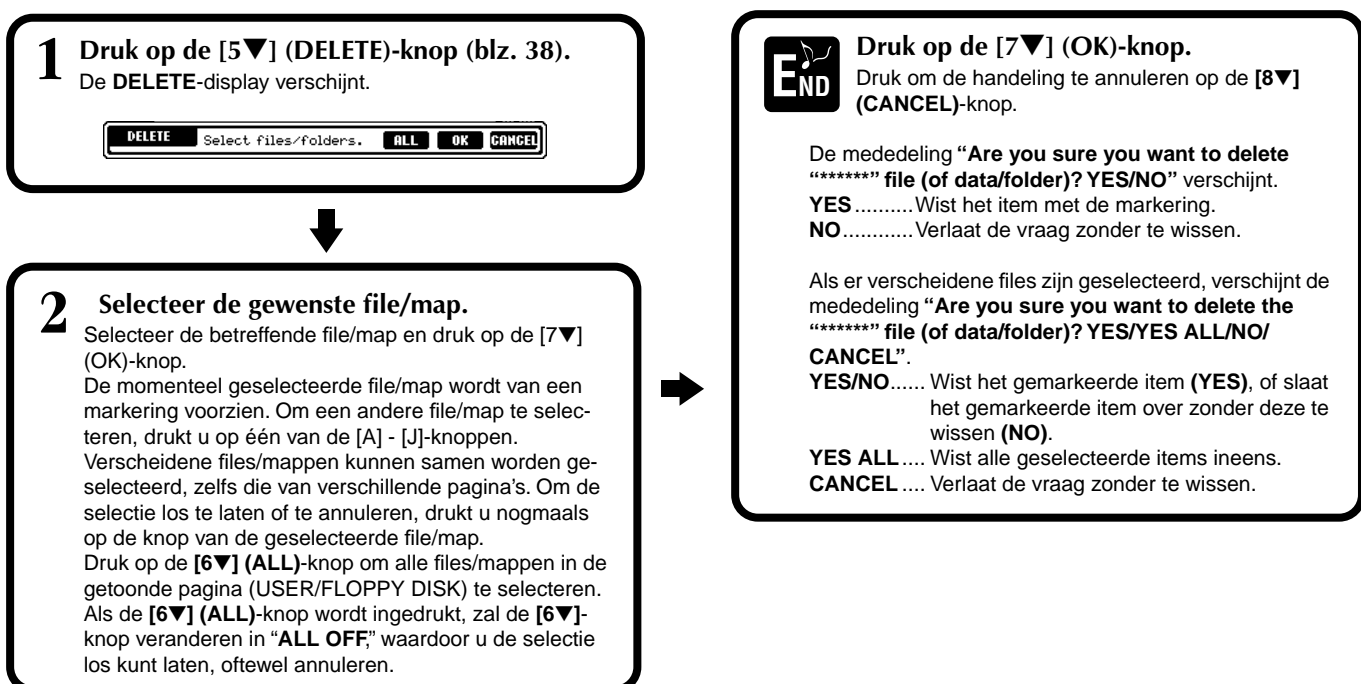 1 Druk op de [5▼] (DELETE)-knop (blz. 38).
De DELETE-display verschijnt.
DELETE Select files/folders. ALL OK CANCEL
2 Selecteer de gewenste file/map.
Selecteer de betreffende file/map en druk op de [7▼]
(OK)-knop.
De momenteel geselecteerde file/map wordt van een
markering voorzien. Om een andere file/map te selec-
teren, drukt u op één van de [A] - [J]-knoppen.
Verscheidene files/mappen kunnen samen worden ge-
selecteerd, zelfs die van verschillende pagina's. Om de
selectie los te laten of te annuleren, drukt u nogmaals
op de knop van de geselecteerde file/map.
Druk op de [6▼] (ALL)-knop om alle files/mappen in de
getoonde pagina (USER/FLOPPY DISK) te selecteren.
Als de [6▼] (ALL)-knop wordt ingedrukt, zal de [6▼]-
knop veranderen in “ALL OFF,” waardoor u de selectie
los kunt laten, oftewel annuleren.
END Druk op de [7▼] (OK)-knop.
Druk om de handeling te annuleren op de [8▼]
(CANCEL)-knop.
De mededeling “Are you sure you want to delete
“******” file (of data/folder)? YES/NO” verschijnt.
YES..........Wist het item met de markering.
NO............Verlaat de vraag zonder te wissen.
Als er verscheidene files zijn geselecteerd, verschijnt de
mededeling “Are you sure you want to delete the
“******” file (of data/folder)? YES/YES ALL/NO/
CANCEL”.
YES/NO...... Wist het gemarkeerde item (YES), of slaat
het gemarkeerde item over zonder deze te
wissen (NO).
YES ALL.... Wist alle geselecteerde items ineens.
CANCEL.... Verlaat de vraag zonder te wissen.